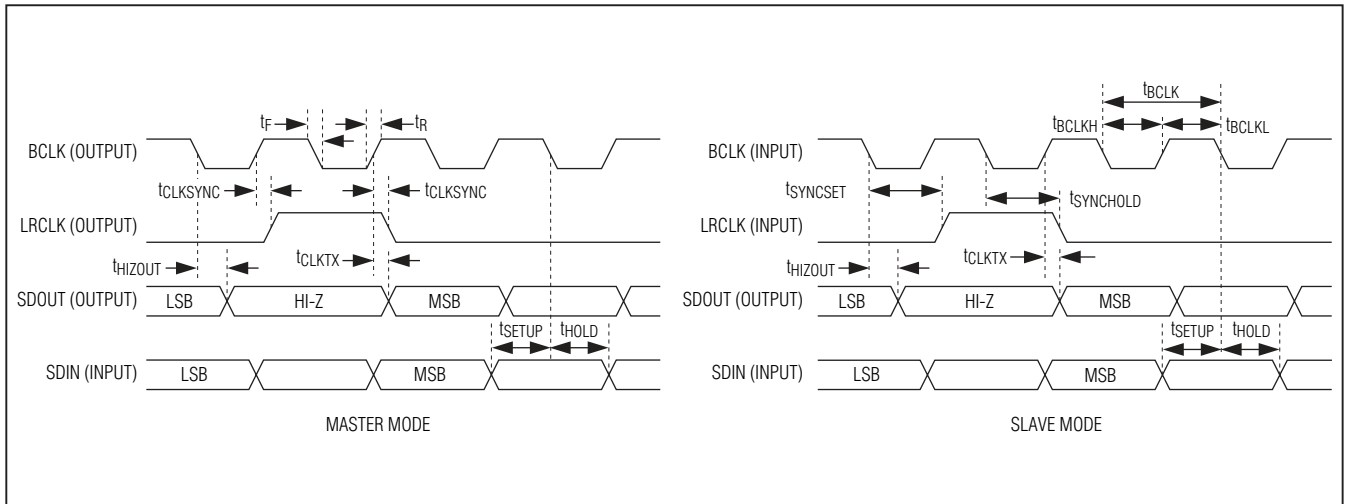 tF
tR
BCLK (OUTPUT)
tCLKSYNC
tCLKSYNC
LRCLK (OUTPUT)
tHIZOUT
tCLKTX
SDOUT (OUTPUT)
LSB
HI-Z
MSB
tSETUP
tHOLD
SDIN (INPUT)
LSB
MSB
MASTER MODE
tBCLK
tBCLKH
tBCLKL
BCLK (INPUT)
tSYNCSET
tSYNCHOLD
LRCLK (INPUT)
tHIZOUT
tCLKTX
SDOUT (OUTPUT)
LSB
HI-Z
MSB
tSETUP
tHOLD
SDIN (INPUT)
LSB
MSB
SLAVE MODE